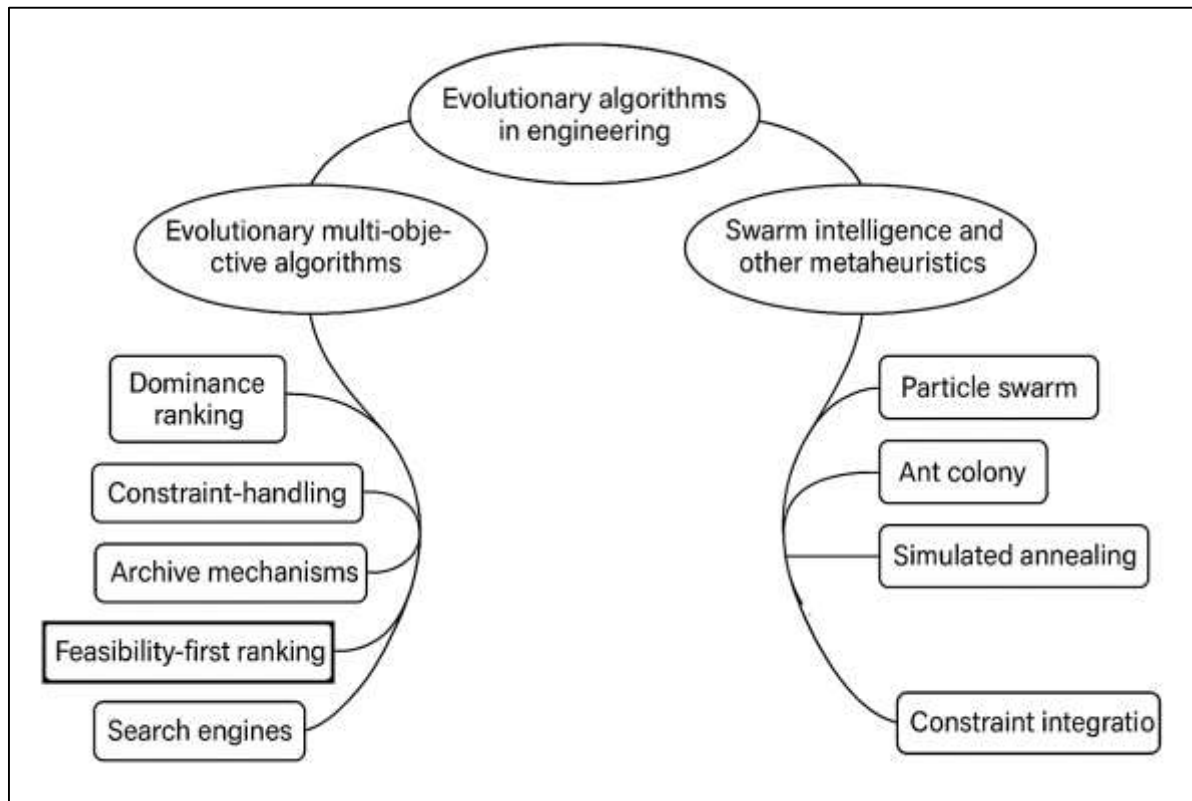 Evolutionary algorithms
in engineering
Evolutionary multi-obje-
ctive algorithms
Swarm intelligence and
other metaheuristics
Dominance
ranking
Constraint-handling
Archive mechanisms
Feasibility-first ranking
Search engines
Particle swarm
Ant colony
Simulated annealing
Constraint integratio